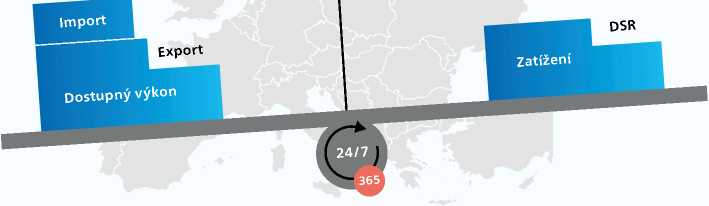 Import
Export
Dostupný výkon
DSR
Zatížení
24/7
365